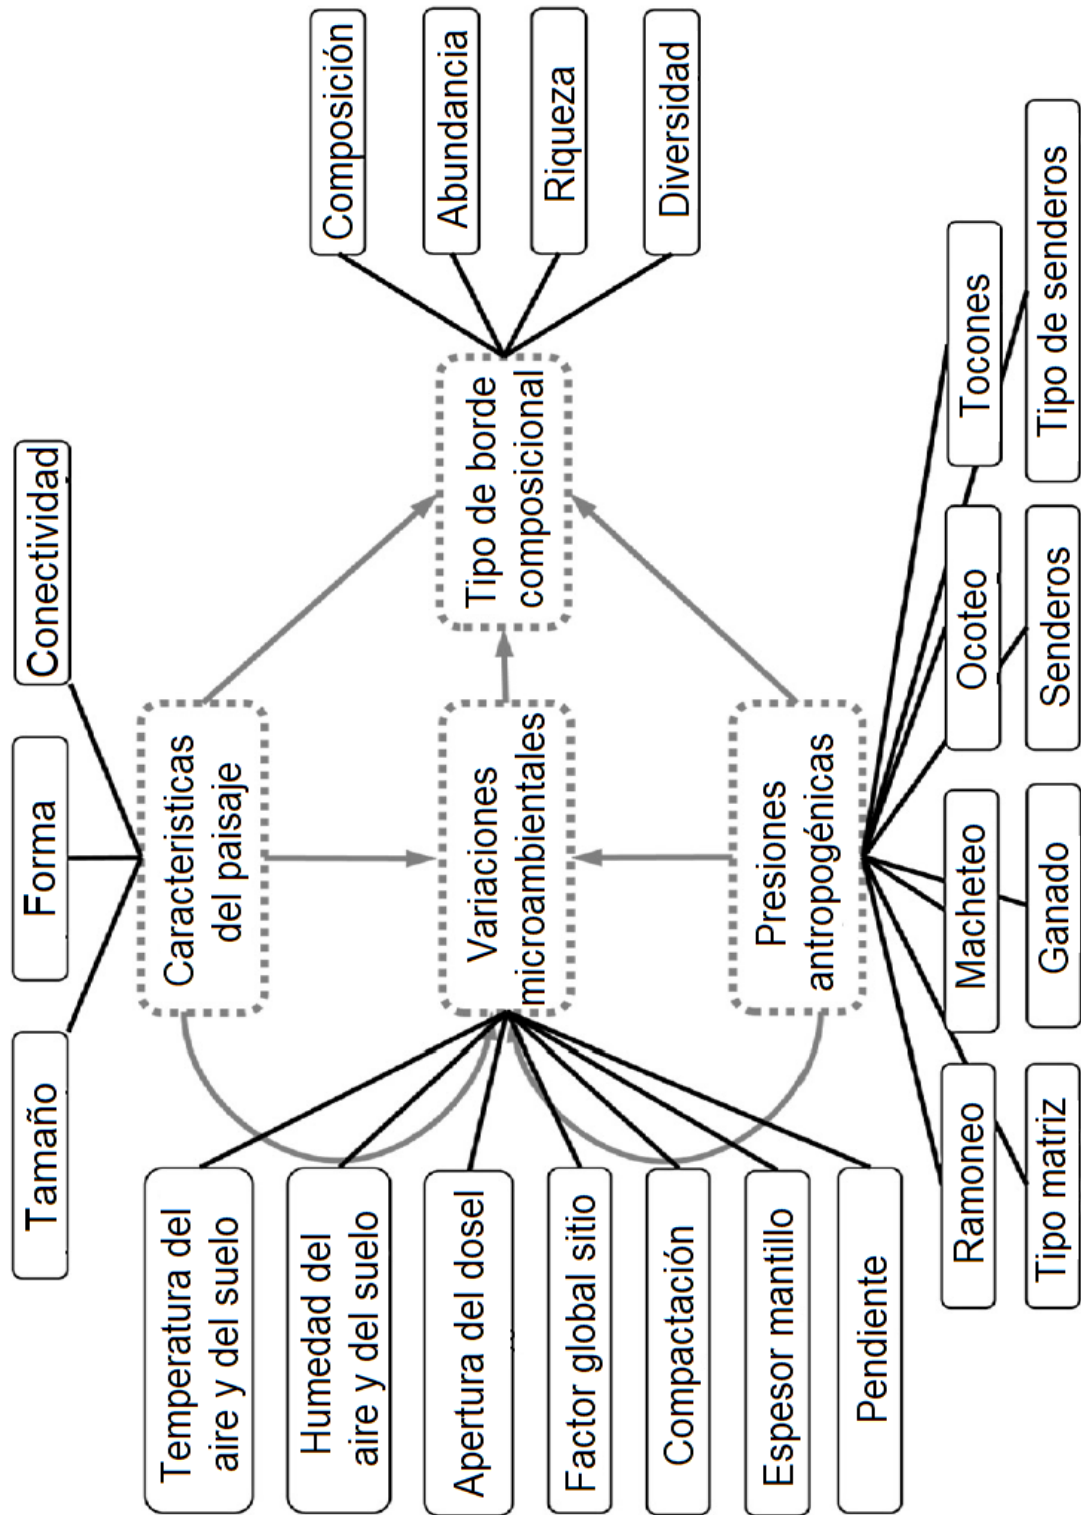 Tamaño
Forma
Conectividad
Caracteristicas
del paisaje
Temperatura del
aire y del suelo
Humedad del
aire y del suelo
Apertura del dosel
Factor global sitio
Compactación
Espesor mantillo
Pendiente
Variaciones
microambientales
Tipo de borde
composicional
Composición
Abundancia
Riqueza
Diversidad
Presiones
antropogénicas
Ramoneo
Macheteo
Ocoteo
Tocones
Tipo matriz
Ganado
Senderos
Tipo de senderos